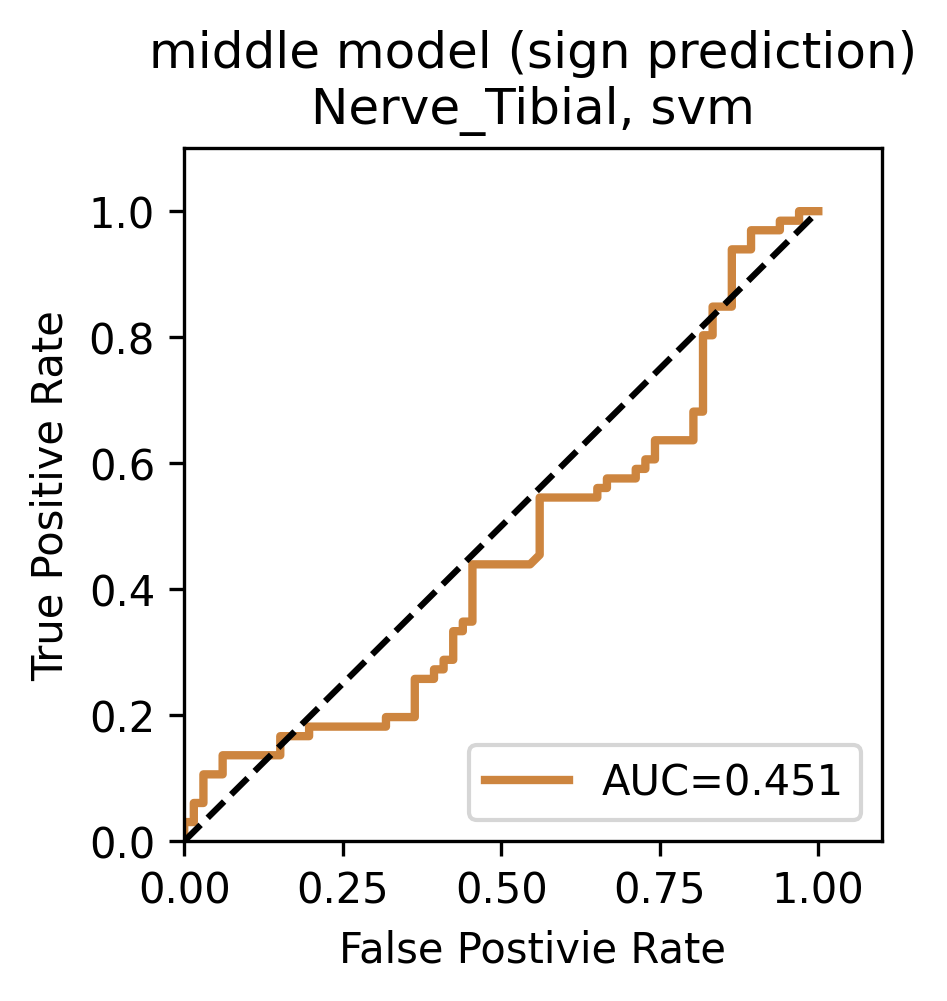 middle model (sign prediction)
Nerve_Tibial, svm
1.0
0.8
0.6
0.4
0.2
0.0
True Positive Rate
AUC=0.451
0.00 0.25 0.50 0.75 1.00
False Postivie Rate